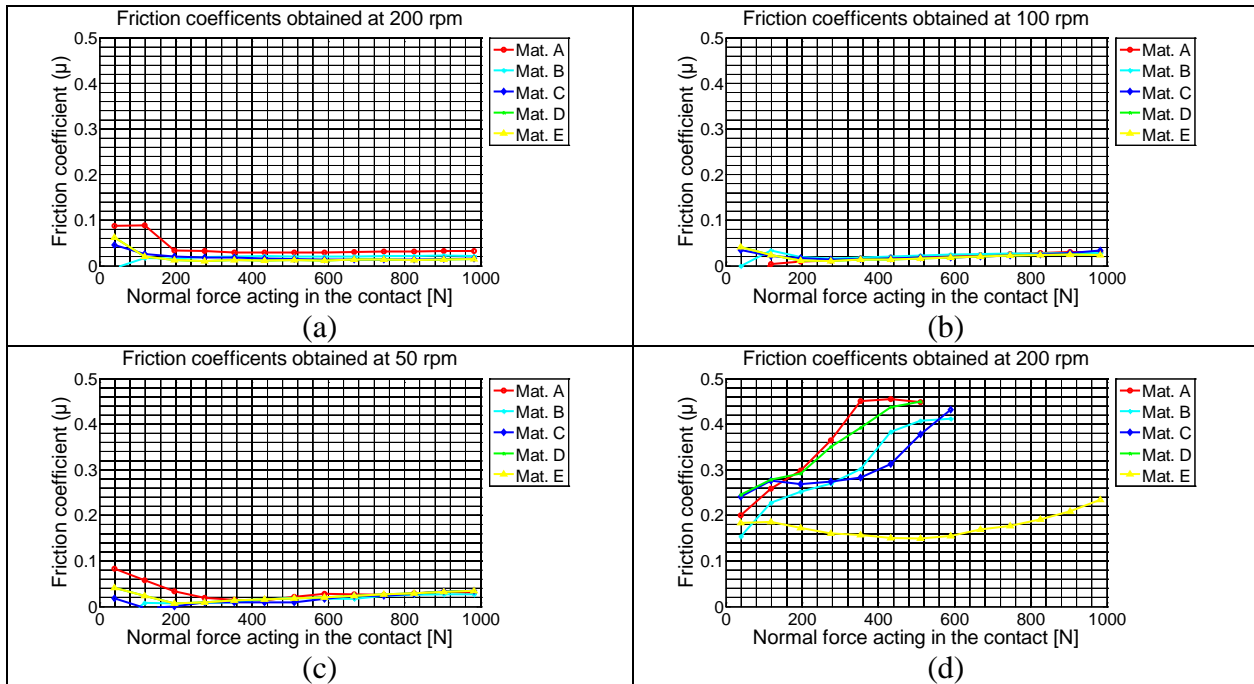 Friction coefficents obtained at 200 rpm
0.5
0.4
0.3
0.2
0.1
0
Friction coefficient (μ)
0 200 400 600 800 1000
Normal force acting in the contact [N]
Mat. A
Mat. B
Mat. C
Mat. D
Mat. E
(a)
Friction coefficents obtained at 100 rpm
0.5
0.4
0.3
0.2
0.1
0
Friction coefficient (μ)
0 200 400 600 800 1000
Normal force acting in the contact [N]
Mat. A
Mat. B
Mat. C
Mat. D
Mat. E
(b)
Friction coefficents obtained at 50 rpm
0.5
0.4
0.3
0.2
0.1
0
Friction coefficient (μ)
0 200 400 600 800 1000
Normal force acting in the contact [N]
Mat. A
Mat. B
Mat. C
Mat. D
Mat. E
(c)
Friction coefficents obtained at 200 rpm
0.5
0.4
0.3
0.2
0.1
0
Friction coefficient (μ)
0 200 400 600 800 1000
Normal force acting in the contact [N]
Mat. A
Mat. B
Mat. C
Mat. D
Mat. E
(d)